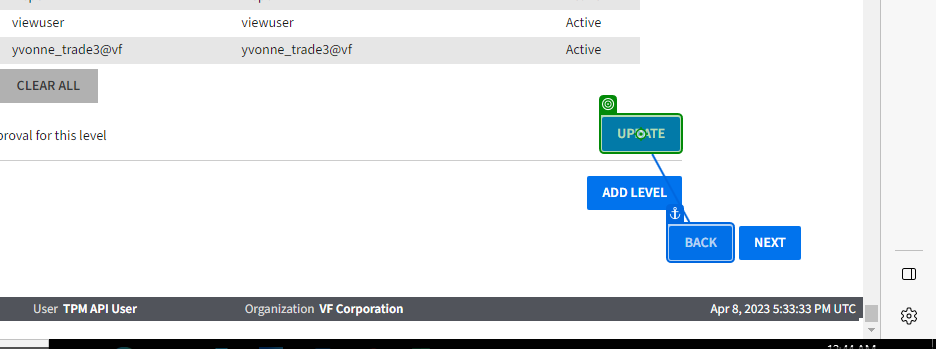 viewuser viewuser Active
yvonne_trade3@vf yvonne_trade3@vf Active
CLEAR ALL
UPDATE
proval for this level
ADD LEVEL
BACK NEXT
User TPM API User Organization VF Corporation Apr 8, 2023 5:33:33 PM UTC